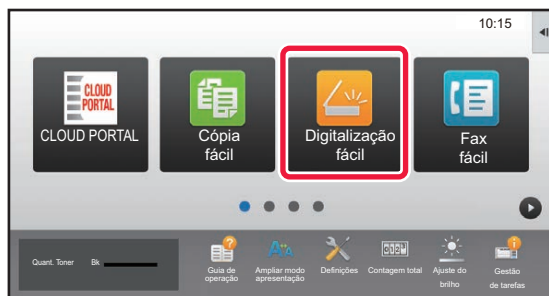 10:15
CLOUD
PORTAL
CLOUD PORTAL
Cópia
fácil
Digitalização
fácil
Fax
fácil
Quant. Toner Bk
Guia de
operação
Ampliar modo
apresentação
Definições
Contagem total
Ajuste do
brilho
Gestão
de tarefas